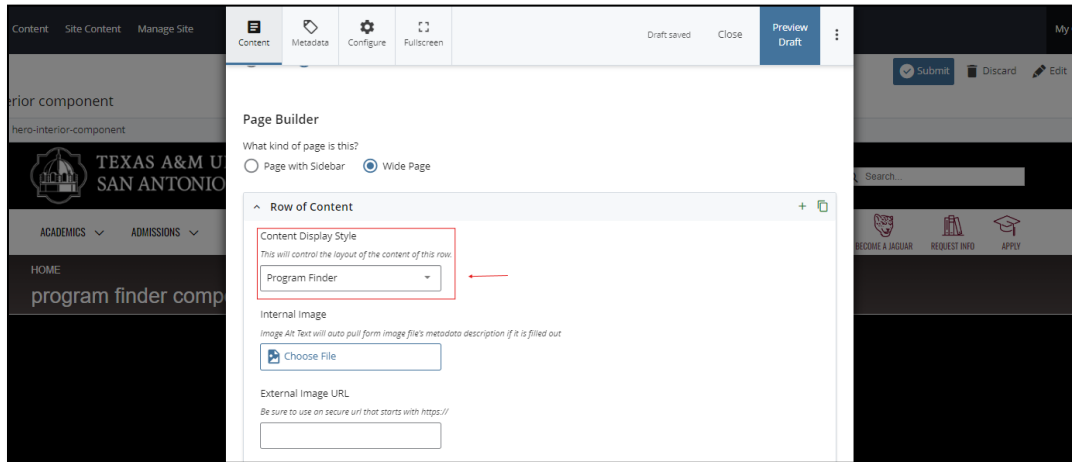 Content Site Content Manage Site
Content Metadata Configure Fullscreen Draft saved Close Preview Draft My
Submit Discard Edit
erior component
hero-interior-component
Page Builder
What kind of page is this?
Page with Sidebar Wide Page
TEXAS A&M U
SAN ANTONIO
Search...
Row of Content
ACADEMICS ADMISSIONS
BECOME A JAGUAR REQUEST INFO APPLY
Content Display Style
This will control the layout of the content of this row.
Program Finder
HOME
program finder comp
Internal Image
Image Alt Text will auto pull form image file's metadata description if it is filled out
Choose File
External Image URL
Be sure to use an secure url that starts with https://